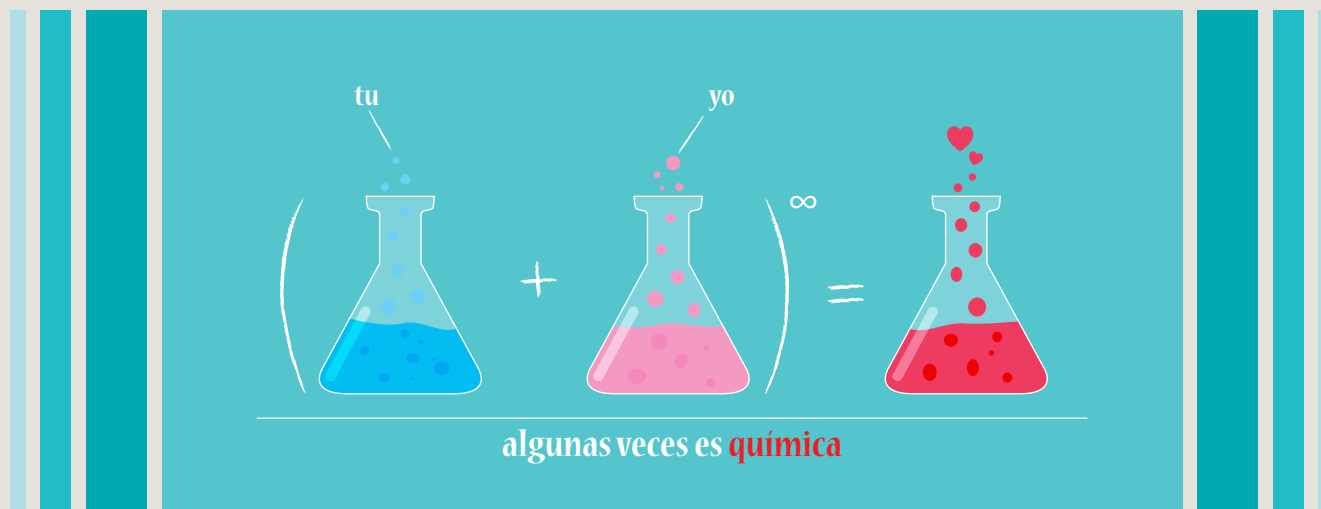 tu
yo
( + )∞ =
algunas veces es química